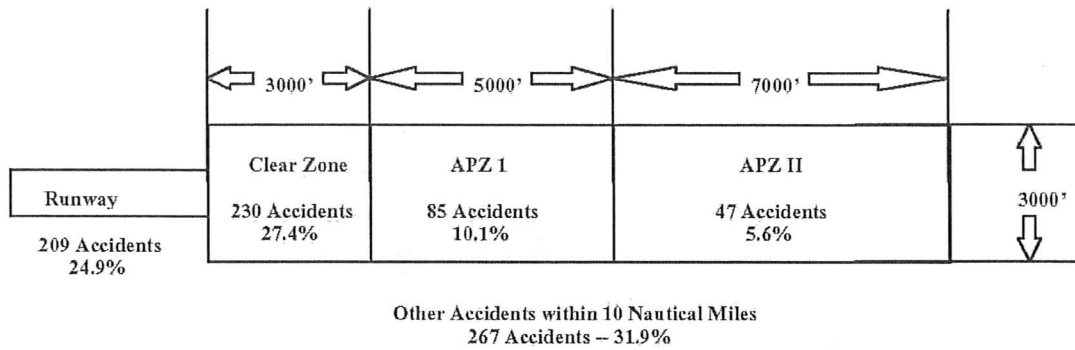 3000’
5000’
7000’
Clear Zone
APZ 1
APZ II
Runway
230 Accidents
85 Accidents
47 Accidents
3000’
27.4%
10.1%
5.6%
209 Accidents
24.9%
Other Accidents within 10 Nautical Miles
267 Accidents -- 31.9%